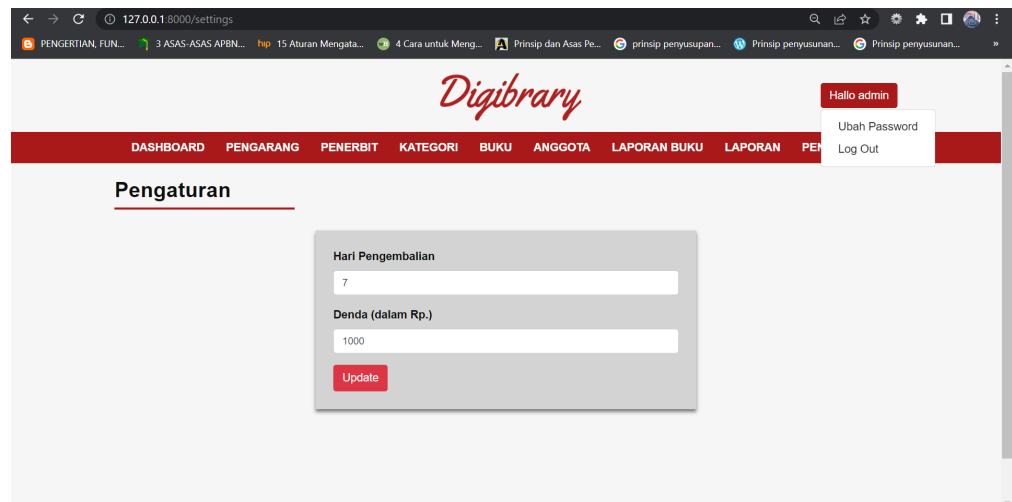 127.0.0.1:8000/settings
PENGERTIAN, FUN... 3 ASAS-ASAS APBN... hip 15 Aturan Mengata... 4 Cara untuk Meng... Prinsip dan Asas Pe... prinsip penyusupan... Prinsip penyusunan... Prinsip penyusunan... »
Digibrary
Hallo admin
Ubah Password
Log Out
DASHBOARD PENGARANG PENERBIT KATEGORI BUKU ANGGOTA LAPORAN BUKU LAPORAN
Pengaturan
Hari Pengembalian
7
Denda (dalam Rp.)
1000
Update